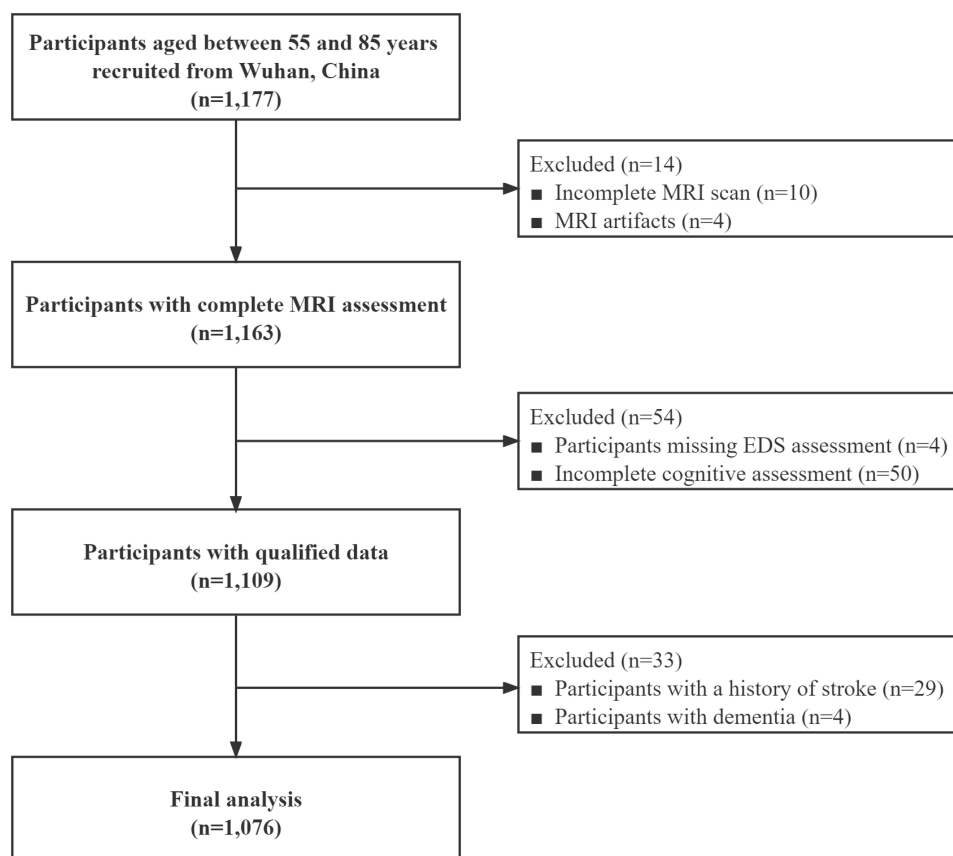 Participants aged between 55 and 85 years
recruited from Wuhan, China
(n=1,177)
Excluded (n=14)
■ Incomplete MRI scan (n=10)
■ MRI artifacts (n=4)
Participants with complete MRI assessment
(n=1,163)
Excluded (n=54)
■ Participants missing EDS assessment (n=4)
■ Incomplete cognitive assessment (n=50)
Participants with qualified data
(n=1,109)
Excluded (n=33)
■ Participants with a history of stroke (n=29)
■ Participants with dementia (n=4)
Final analysis
(n=1,076)